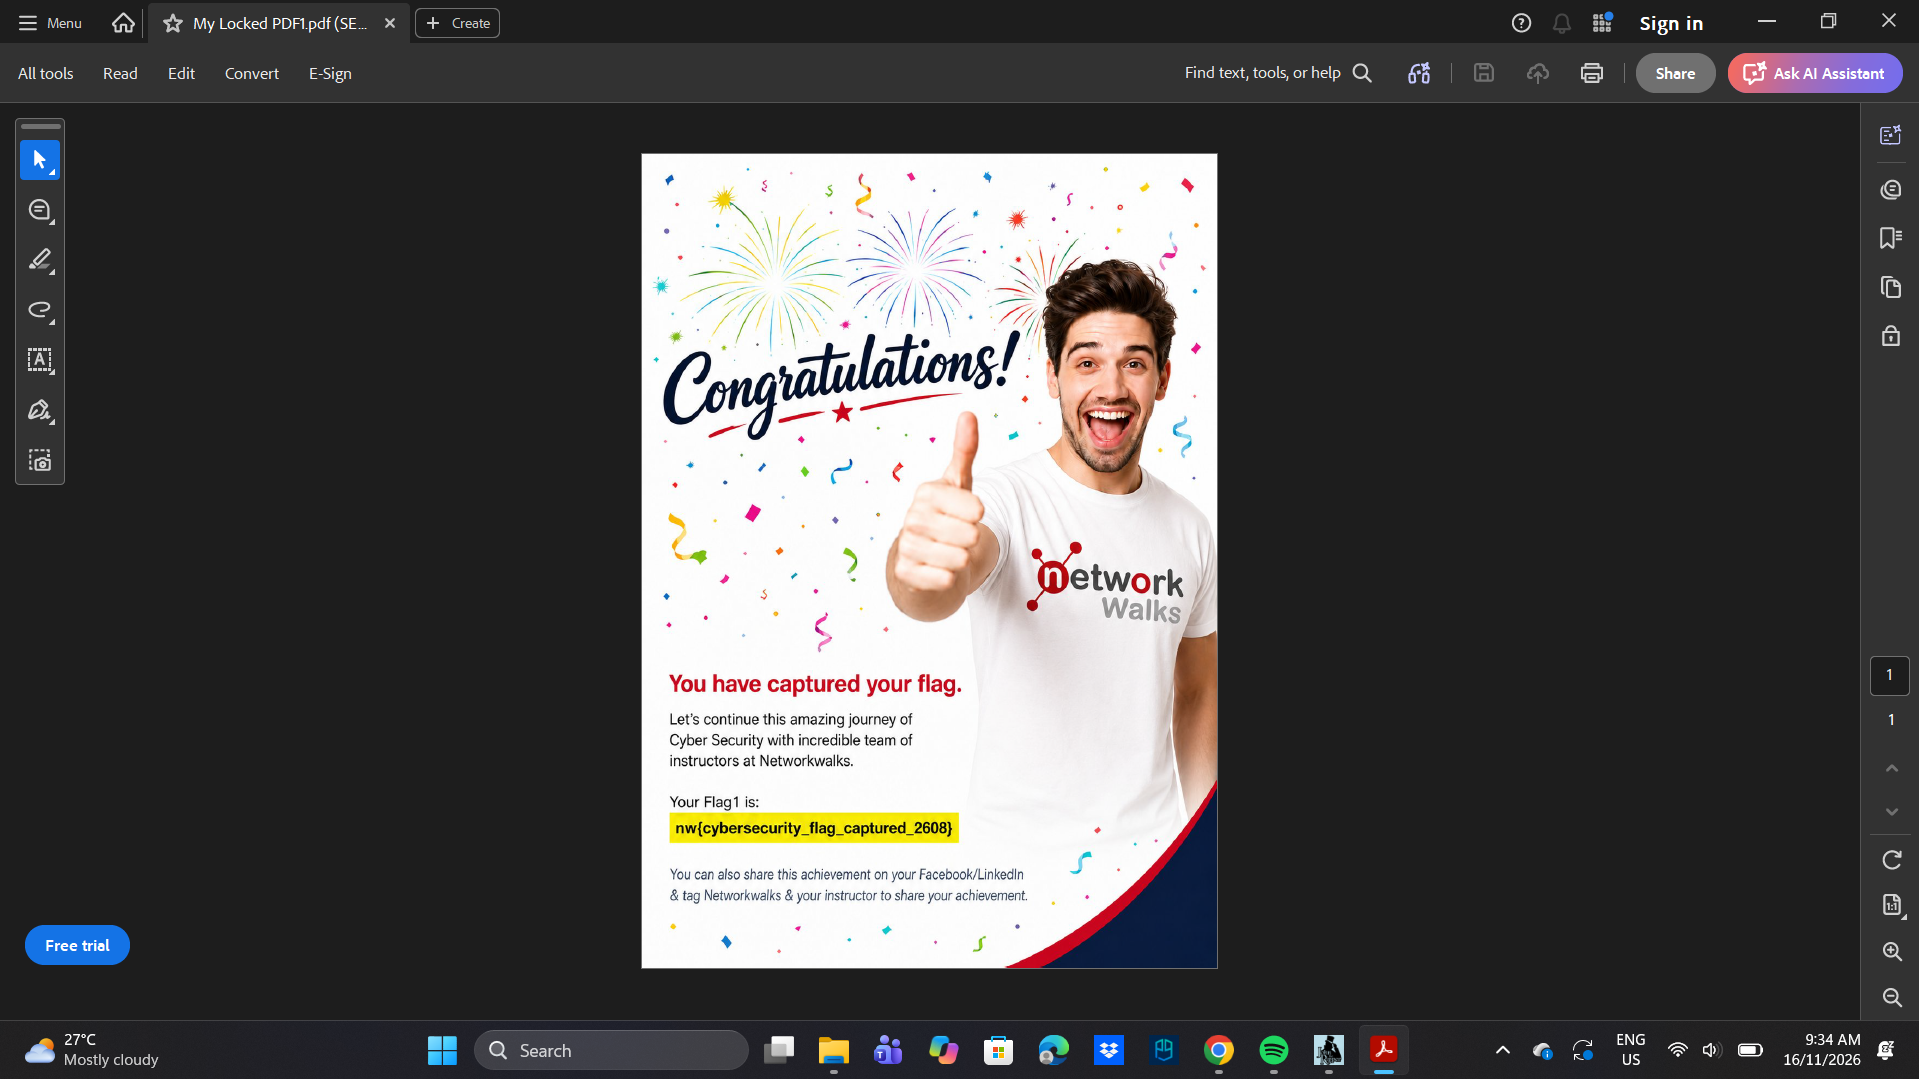 Menu
My Locked PDF1.pdf (SE...
Create
Sign in
All tools
Read
Edit
Convert
E-Sign
Find text, tools, or help
Share
Ask AI Assistant
Congratulations!
network
Walks
You have captured your flag.
Let's continue this amazing journey of
Cyber Security with incredible team of
instructors at Networkwalks.
Your Flag1 is:
nw{cybersecurity_flag_captured_2608}
You can also share this achievement on your Facebook/LinkedIn
& tag Networkwalks & your instructor to share your achievement.
1
1
1:1
Free trial
27°C
Mostly cloudy
Search
ENG
US
9:34 AM
16/11/2026